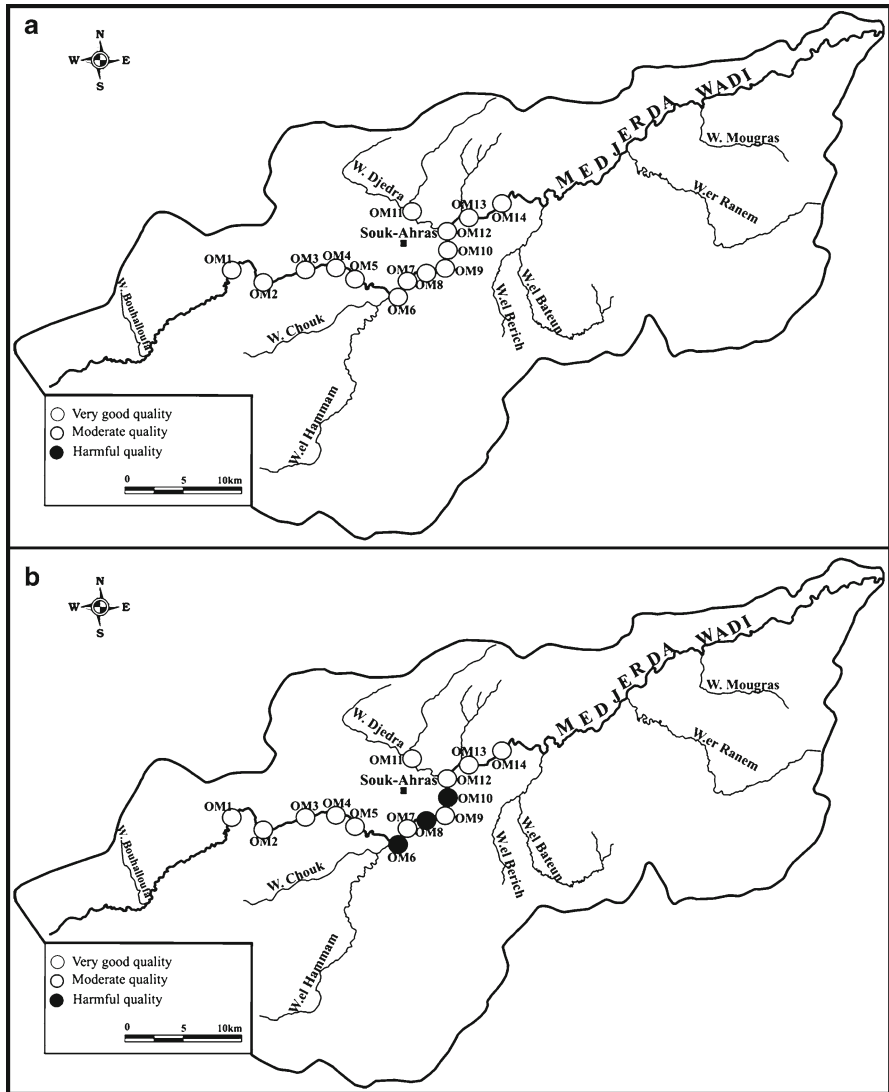 a
N
W E
S
MEDJERDA WADI
W. Mougras
W.er Ranem
W. Djedra
OM11
OM13
OM14
Souk-Ahras
OM12
OM10
OM1
OM3
OM4
OM2
OM5
OM7
OM9
OM8
OM6
W. Bouhallouta
W. Chouk
W.el Hammam
W.el Berich
W.el Bateun
Very good quality
Moderate quality
Harmful quality
0 5 10km
b
N
W E
S
MEDJERDA WADI
W. Mougras
W.er Ranem
W. Djedra
OM11
OM13
OM14
Souk-Ahras
OM12
OM10
OM1
OM3
OM4
OM2
OM5
OM7
OM9
OM8
OM6
W. Bouhallouta
W. Chouk
W.el Hammam
W.el Berich
W.el Bateun
Very good quality
Moderate quality
Harmful quality
0 5 10km